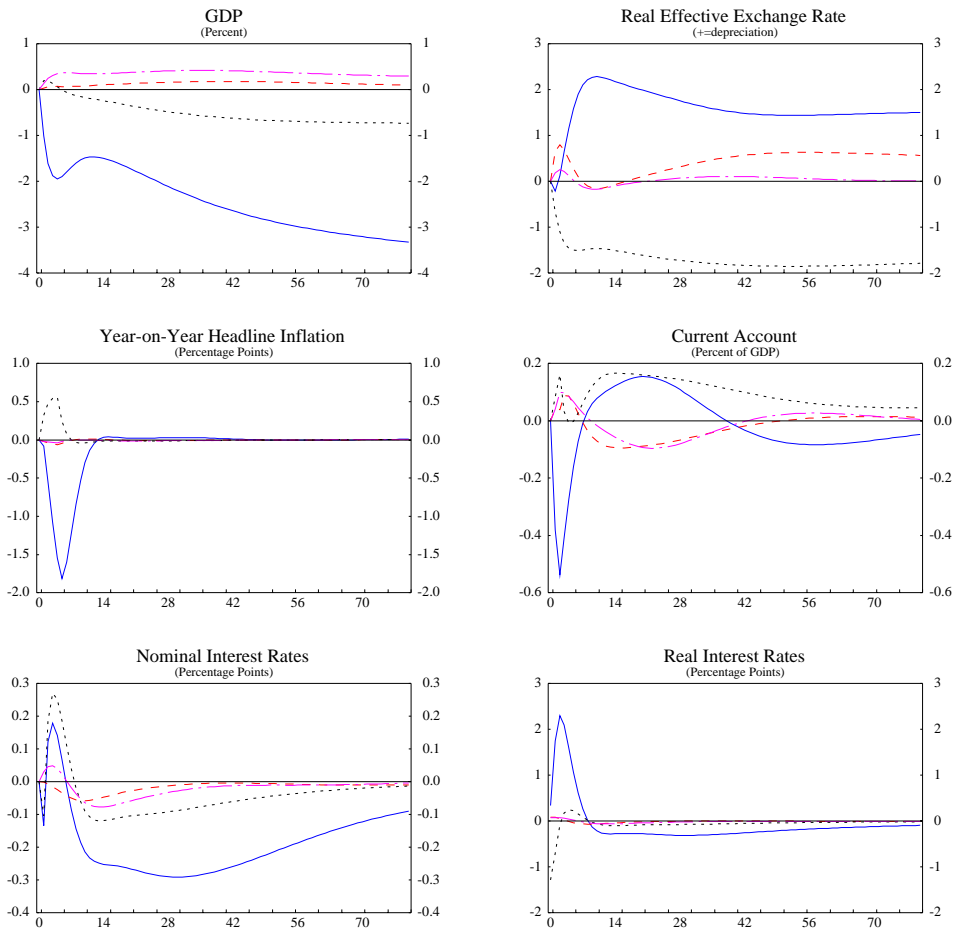 GDP
(Percent)
1 1
0 0
-1 -1
-2 -2
-3 -3
-4 -4
0 14 28 42 56 70
Real Effective Exchange Rate
(+=depreciation)
3 3
2 2
1 1
0 0
-1 -1
-2 -2
0 14 28 42 56 70
Year-on-Year Headline Inflation
(Percentage Points)
1.0 1.0
0.5 0.5
0.0 0.0
-0.5 -0.5
-1.0 -1.0
-1.5 -1.5
-2.0 -2.0
0 14 28 42 56 70
Current Account
(Percent of GDP)
0.2 0.2
0.0 0.0
-0.2 -0.2
-0.4 -0.4
-0.6 -0.6
0 14 28 42 56 70
Nominal Interest Rates
(Percentage Points)
0.3 0.3
0.2 0.2
0.1 0.1
0.0 0.0
-0.1 -0.1
-0.2 -0.2
-0.3 -0.3
-0.4 -0.4
0 14 28 42 56 70
Real Interest Rates
(Percentage Points)
3 3
2 2
1 1
0 0
-1 -1
-2 -2
0 14 28 42 56 70